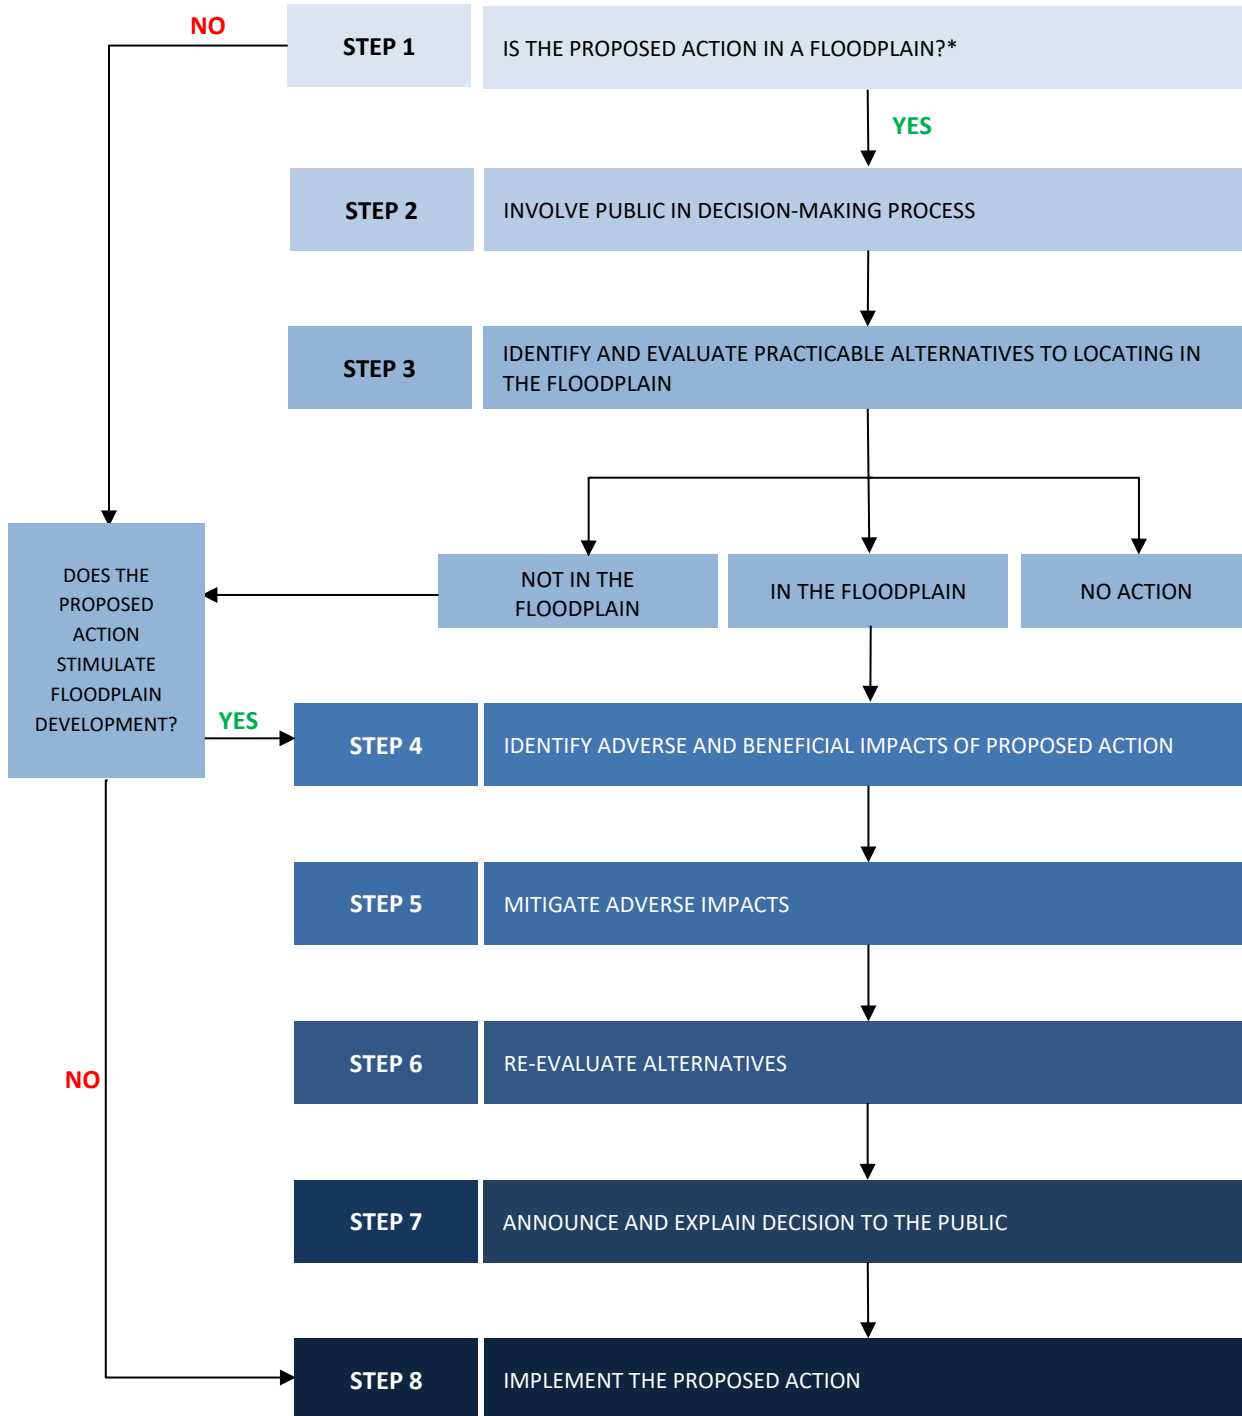 NO
STEP 1
IS THE PROPOSED ACTION IN A FLOODPLAIN?*
YES
STEP 2
INVOLVE PUBLIC IN DECISION-MAKING PROCESS
STEP 3
IDENTIFY AND EVALUATE PRACTICABLE ALTERNATIVES TO LOCATING IN
THE FLOODPLAIN
NOT IN THE
FLOODPLAIN
IN THE FLOODPLAIN
NO ACTION
DOES THE
PROPOSED
ACTION
STIMULATE
FLOODPLAIN
DEVELOPMENT?
YES
STEP 4
IDENTIFY ADVERSE AND BENEFICIAL IMPACTS OF PROPOSED ACTION
STEP 5
MITIGATE ADVERSE IMPACTS
STEP 6
RE-EVALUATE ALTERNATIVES
NO
STEP 7
ANNOUNCE AND EXPLAIN DECISION TO THE PUBLIC
STEP 8
IMPLEMENT THE PROPOSED ACTION